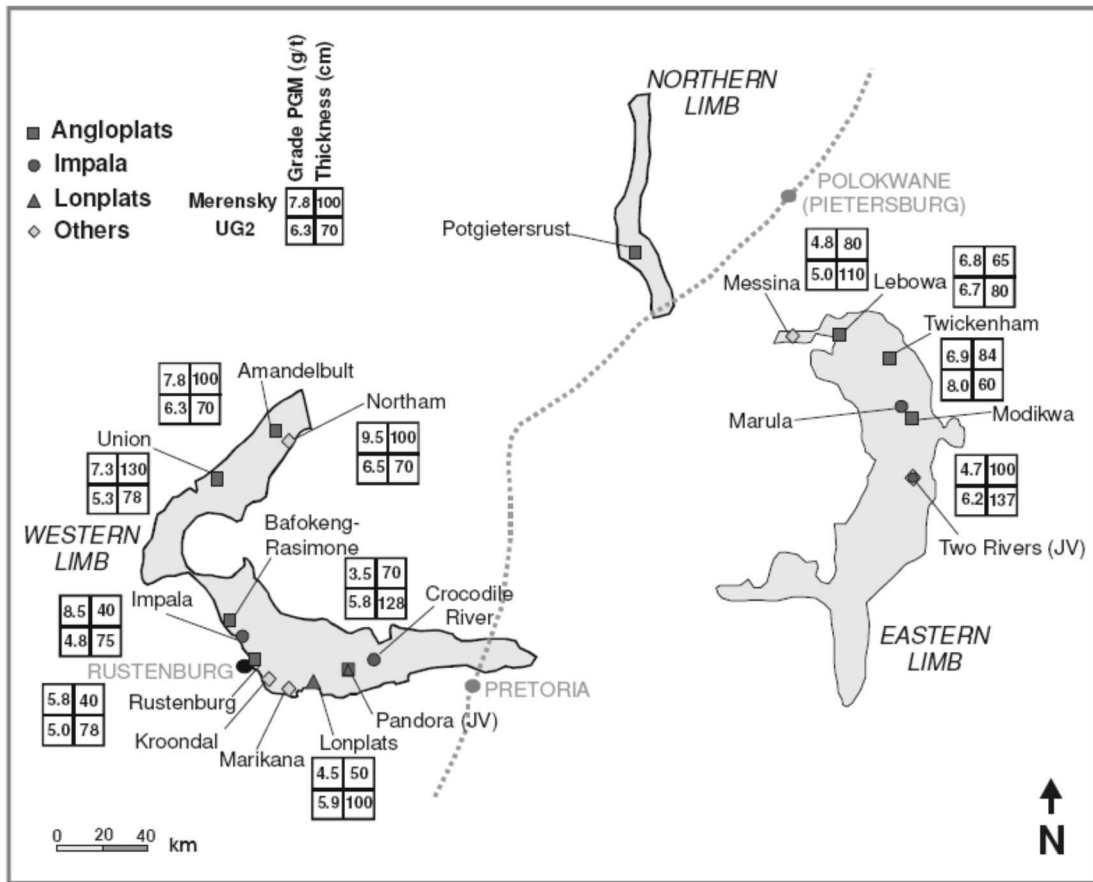 Grade PGM (g/t)
Thickness (cm)
Angloplats
Impala
Lonplats
Others
Merensky 7.8 100
UG2 6.3 70
NORTHERN
LIMB
POLOKWANE
(PIETERSBURG)
Potgietersrust
4.8 80
5.0 110
Messina
Lebowa
6.8 65
6.7 80
Twickenham
6.9 84
8.0 60
Marula
Modikwa
4.7 100
6.2 137
Two Rivers (JV)
EASTERN
LIMB
Amandelbult
7.8 100
6.3 70
Northam
9.5 100
6.5 70
Union
7.3 130
5.3 78
WESTERN
LIMB
Bafokeng-
Rasimone
3.5 70
5.8 128
Crocodile
River
Impala
8.5 40
4.8 75
RUSTENBURG
Rustenburg
5.8 40
5.0 78
Kroondal
Marikana
Lonplats
4.5 50
5.9 100
Pandora (JV)
PRETORIA
0 20 40
km
N